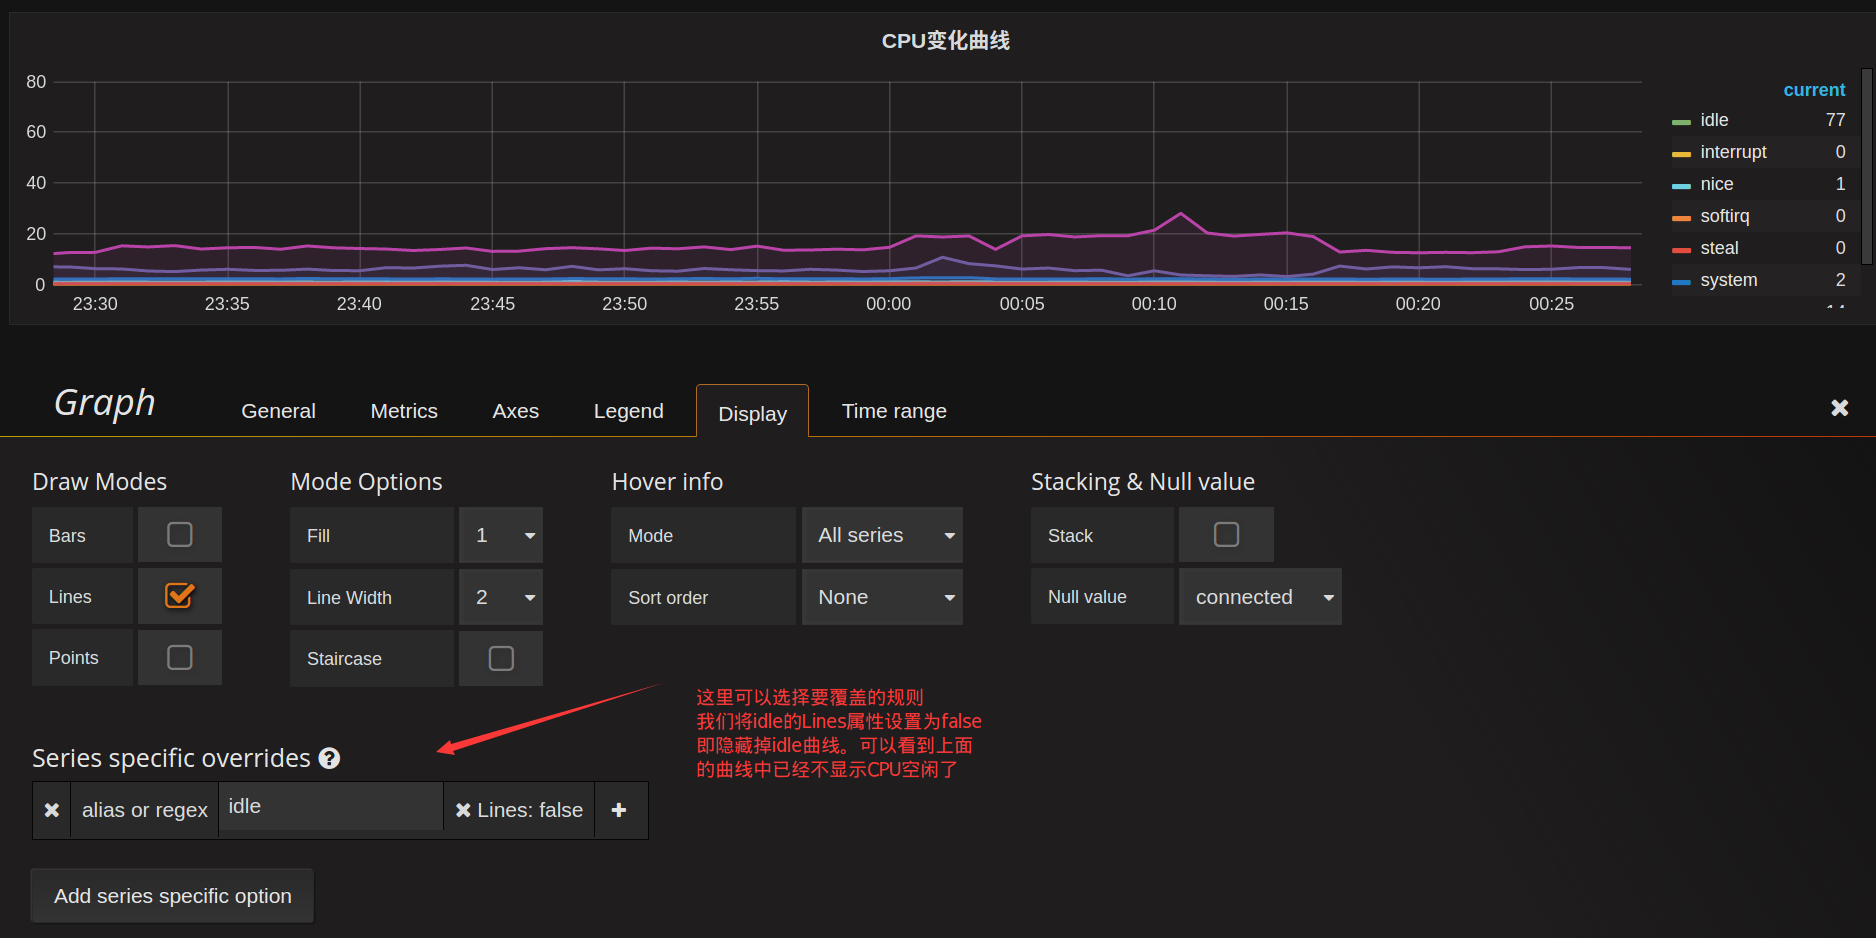 CPU变化曲线
80
60
40
20
0
23:30 23:35 23:40 23:45 23:50 23:55 00:00 00:05 00:10 00:15 00:20 00:25
current
idle 77
interrupt 0
nice 1
softirq 0
steal 0
system 2
Graph General Metrics Axes Legend Display Time range
Draw Modes
Bars
Lines
Points
Mode Options
Fill 1
Line Width 2
Staircase
Hover info
Mode All series
Sort order None
Stacking & Null value
Stack
Null value connected
这里可以选择要覆盖的规则
我们将idle的Lines属性设置为false
即隐藏掉idle曲线。可以看到上面
的曲线中已经不显示CPU空闲了
Series specific overrides
alias or regex idle Lines: false
Add series specific option